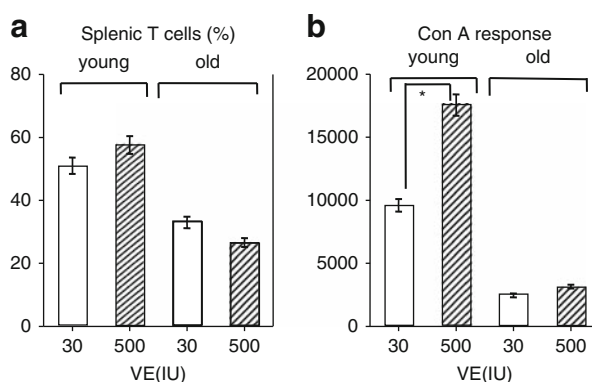 a
Splenic T cells (%)
young old
80
60
40
20
0
30 500 30 500
VE(IU)
b
Con A response
young old
*
20000
15000
10000
5000
0
30 500 30 500
VE(IU)